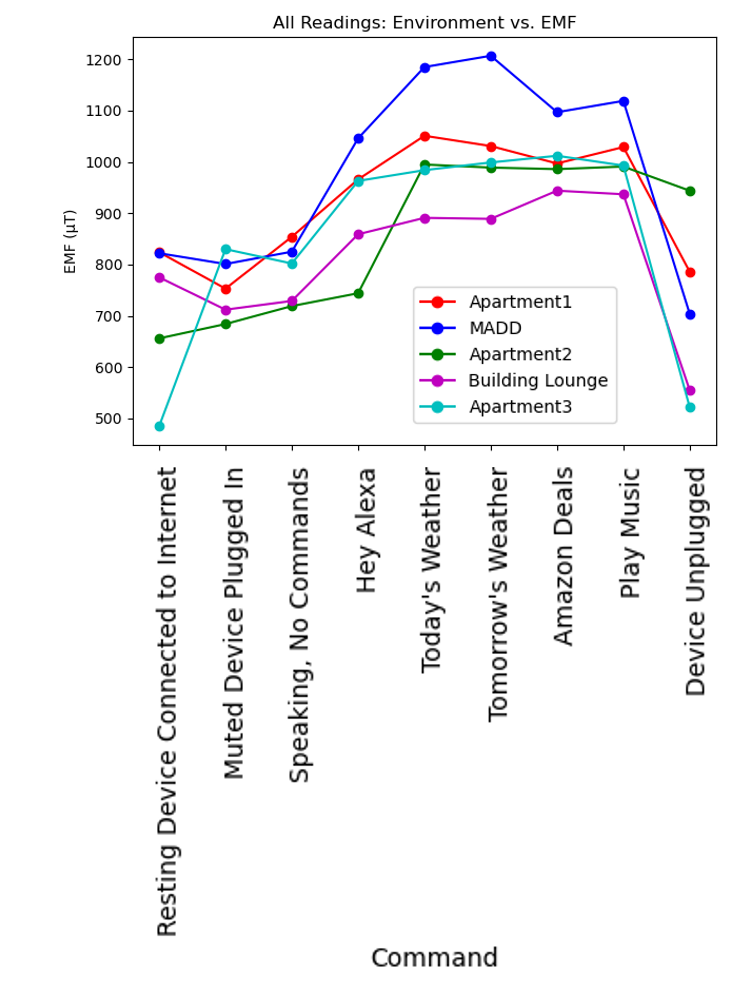 All Readings: Environment vs. EMF
EMF (μT)
1200
1100
1000
900
800
700
600
500
Apartment1
MADD
Apartment2
Building Lounge
Apartment3
Resting Device Connected to Internet
Muted Device Plugged In
Speaking, No Commands
Hey Alexa
Today's Weather
Tomorrow's Weather
Amazon Deals
Play Music
Device Unplugged
Command